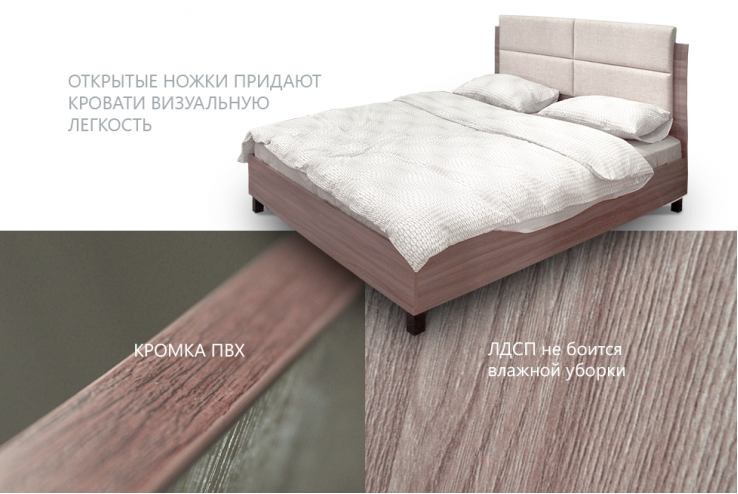 ОТКРЫТЫЕ НОЖКИ ПРИДАЮТ
КРОВАТИ ВИЗУАЛЬНУЮ
ЛЕГКОСТЬ
КРОМКА ПВХ
ЛДСП не боится
влажной уборки